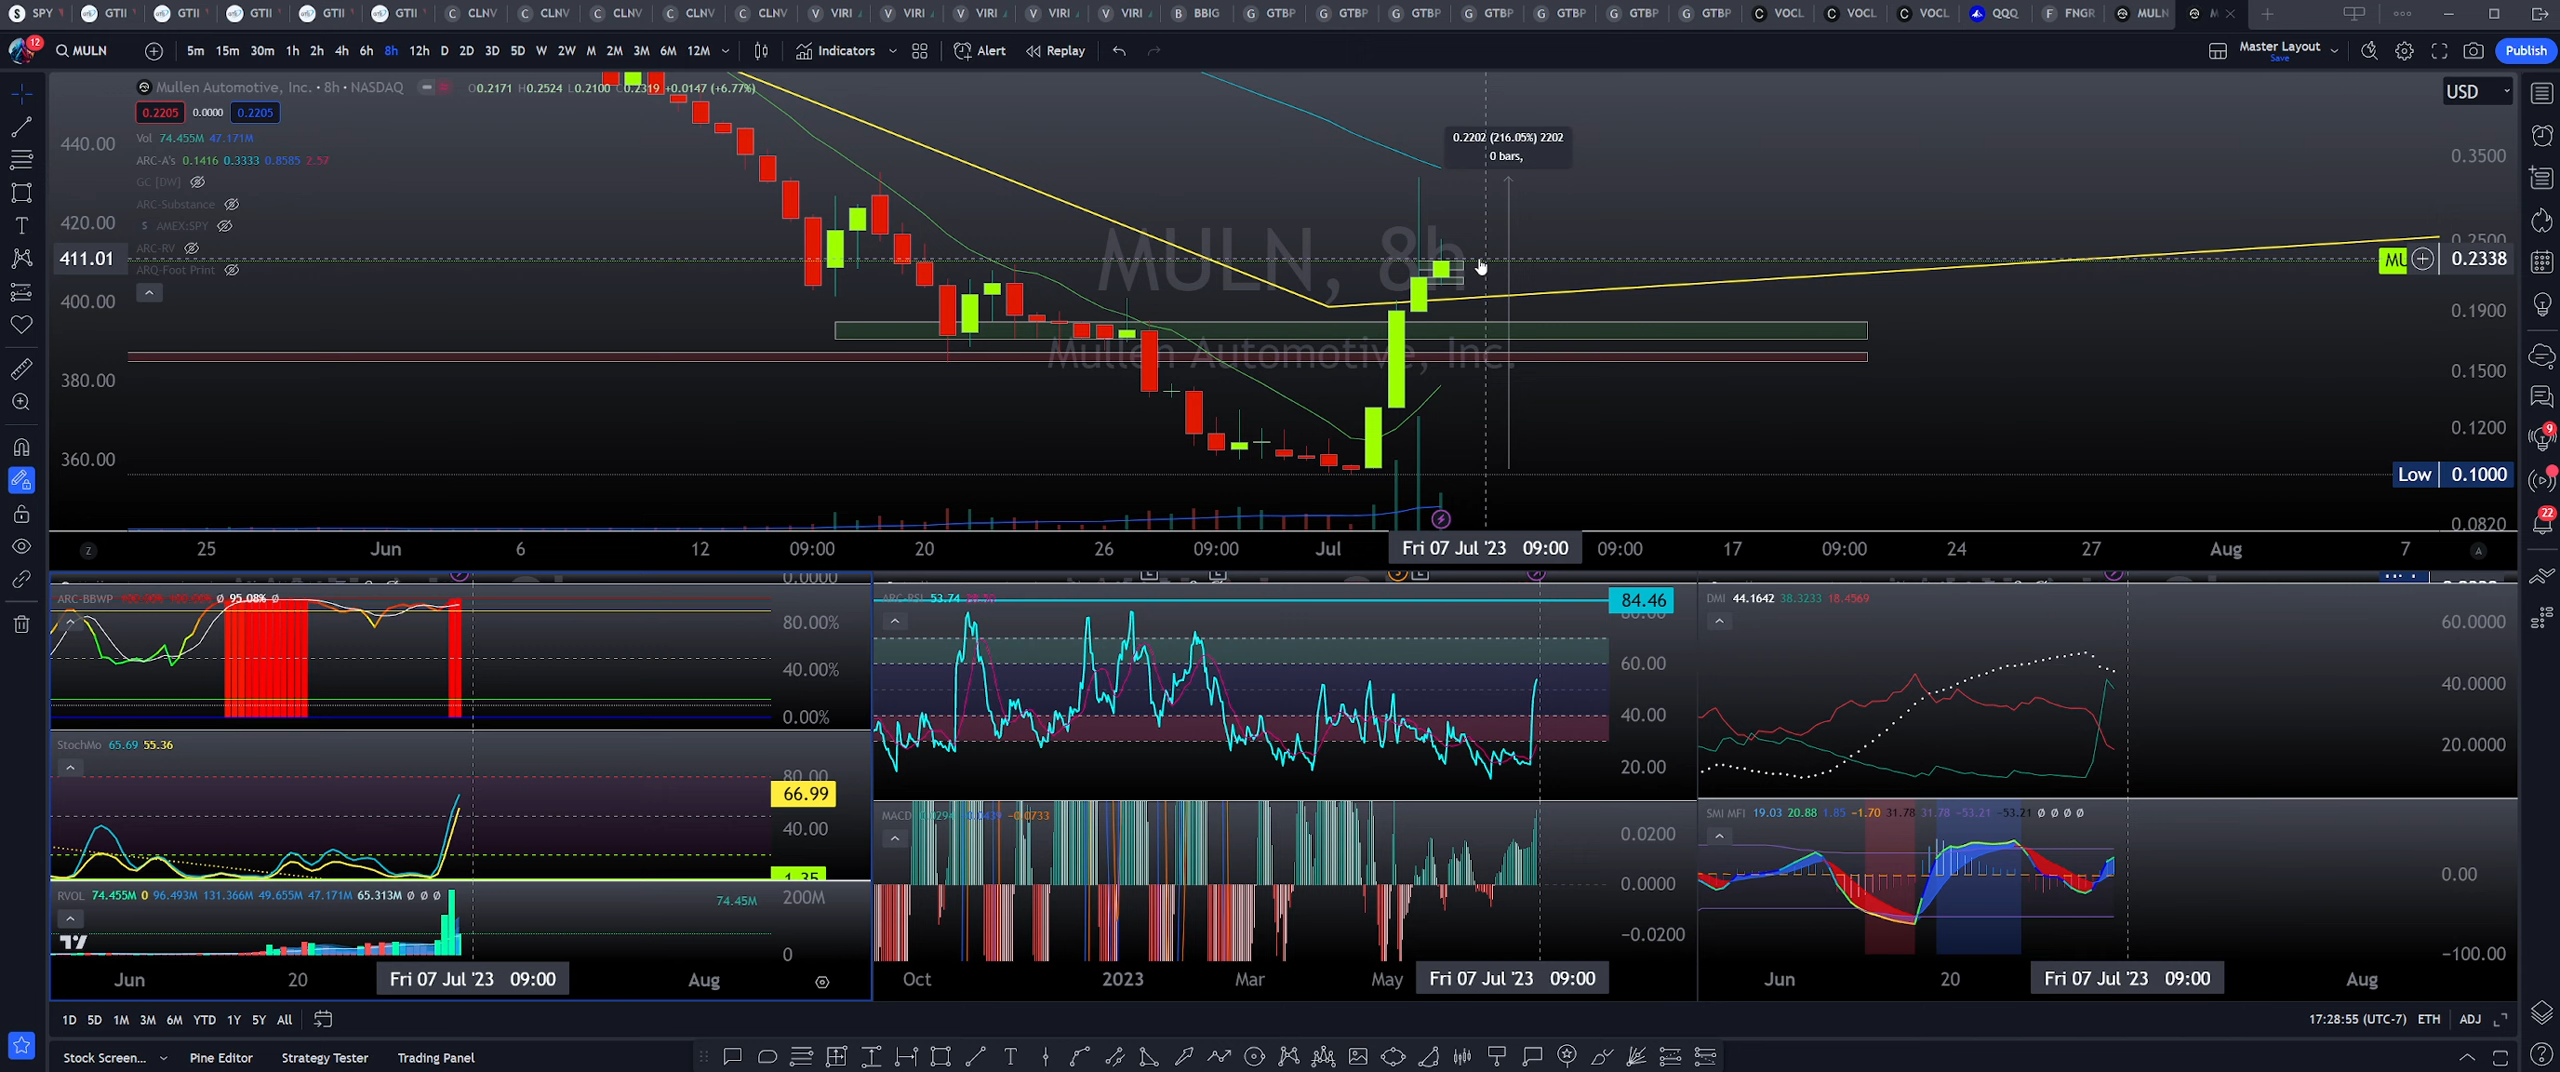 SPY GTII GTII GTII GTII GTII CLNV CLNV CLNV CLNV CLNV VIRI VIRI VIRI VIRI VIRI BBIG GTBP GTBP GTBP GTBP GTBP GTBP GTBP VOCL VOCL VOCL QQQ FNGR MULN M
12 MULN 5m 15m 30m 1h 2h 4h 6h 8h 12h D 2D 3D 5D W 2W M 2M 3M 6M 12M Indicators Alert Replay Master Layout Save Publish
Mullen Automotive, Inc. • 8h • NASDAQ O0.2171 H0.2524 L0.2100 C0.2319 +0.0147 (+6.77%) USD
0.2205 0.0000 0.2205
Vol 74.455M 47.171M
ARC-A's 0.1416 0.3333 0.8585 2.57
GC [DW]
ARC-Substance
S AMEX:SPY
ARC-RV
ARQ-Foot Print
440.00
420.00
411.01
400.00
380.00
360.00
0.2202 (216.05%) 2202
0 bars,
MULN, 8h
Mullen Automotive, Inc.
0.3500
0.2500
MU 0.2338
0.1900
0.1500
0.1200
Low 0.1000
0.0820
Z 25 Jun 6 12 09:00 20 26 09:00 Jul Fri 07 Jul '23 09:00 09:00 17 09:00 24 27 Aug 7 A
ARC-BBWP 95.08% Ø
0.0000
80.00%
40.00%
0.00%
StochMo 65.69 55.36
80.00
66.99
40.00
1.35
RVOL 74.455M 0 96.493M 131.366M 49.655M 47.171M 65.313M Ø Ø Ø
74.45M 200M
0
Jun 20 Fri 07 Jul '23 09:00 Aug
ARC-RSI 53.74
84.46
80.00
60.00
40.00
20.00
MACD
0.0200
0.0000
-0.0200
Oct 2023 Mar May Fri 07 Jul '23 09:00
DMI 44.1642 38.3233 18.4569
60.0000
40.0000
20.0000
SMI MFI 19.03 20.88 1.85 -1.70 31.78 31.78 -53.21 -53.21 Ø Ø Ø Ø
0.00
-100.00
Jun 20 Fri 07 Jul '23 09:00 Aug
9
22
1D 5D 1M 3M 6M YTD 1Y 5Y All 17:28:55 (UTC-7) ETH ADJ
Stock Screen... Pine Editor Strategy Tester Trading Panel